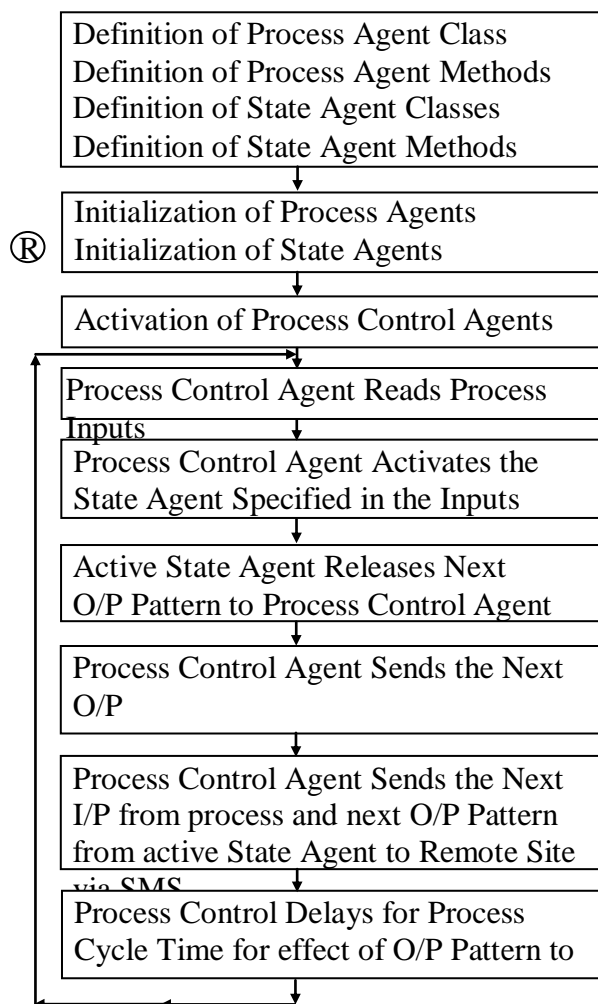 Definition of Process Agent Class
Definition of Process Agent Methods
Definition of State Agent Classes
Definition of State Agent Methods
®
Initialization of Process Agents
Initialization of State Agents
Activation of Process Control Agents
Process Control Agent Reads Process
Inputs
Process Control Agent Activates the
State Agent Specified in the Inputs
Active State Agent Releases Next
O/P Pattern to Process Control Agent
Process Control Agent Sends the Next
O/P
Process Control Agent Sends the Next
I/P from process and next O/P Pattern
from active State Agent to Remote Site
via SMS
Process Control Delays for Process
Cycle Time for effect of O/P Pattern to